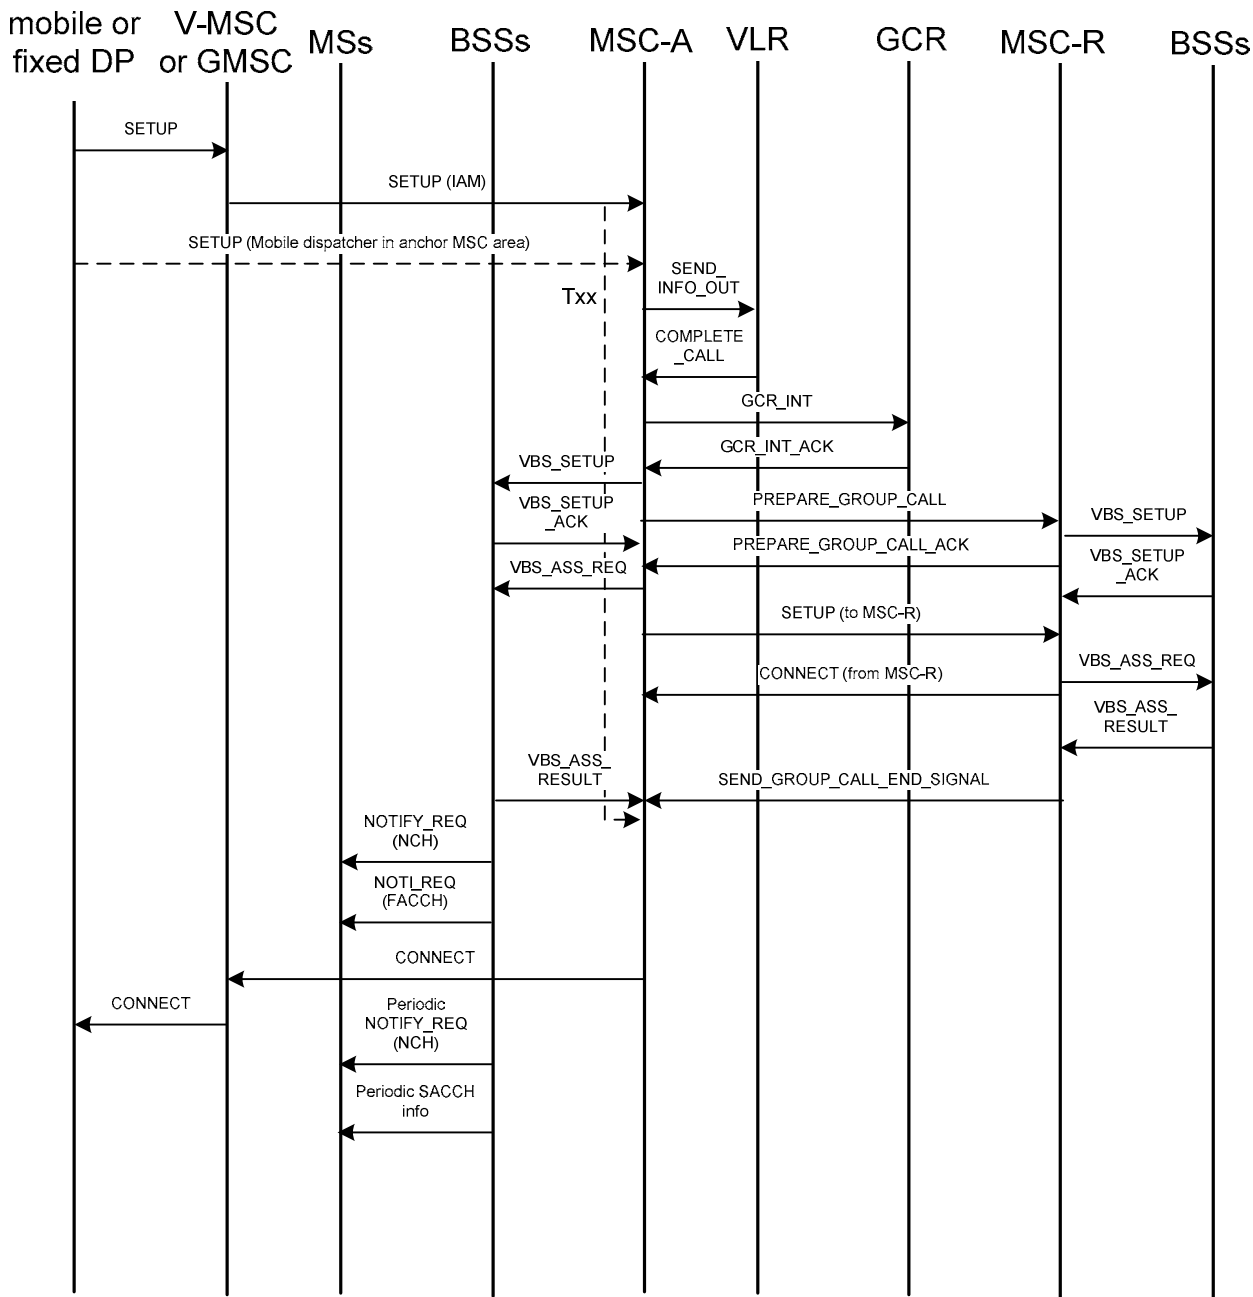 mobile or
fixed DP
V-MSC
or GMSC
MSs
BSSs
MSC-A
VLR
GCR
MSC-R
BSSs
SETUP
SETUP (IAM)
SETUP (Mobile dispatcher in anchor MSC area)
SEND_
INFO_OUT
Txx
COMPLETE
_CALL
GCR_INT
GCR_INT_ACK
VBS_SETUP
PREPARE_GROUP_CALL
VBS_SETUP
VBS_SETUP
_ACK
PREPARE_GROUP_CALL_ACK
VBS_SETUP
_ACK
VBS_ASS_REQ
SETUP (to MSC-R)
VBS_ASS_REQ
CONNECT (from MSC-R)
VBS_ASS_
RESULT
VBS_ASS_
RESULT
SEND_GROUP_CALL_END_SIGNAL
NOTIFY_REQ
(NCH)
NOTI_REQ
(FACCH)
CONNECT
CONNECT
Periodic
NOTIFY_REQ
(NCH)
Periodic SACCH
info